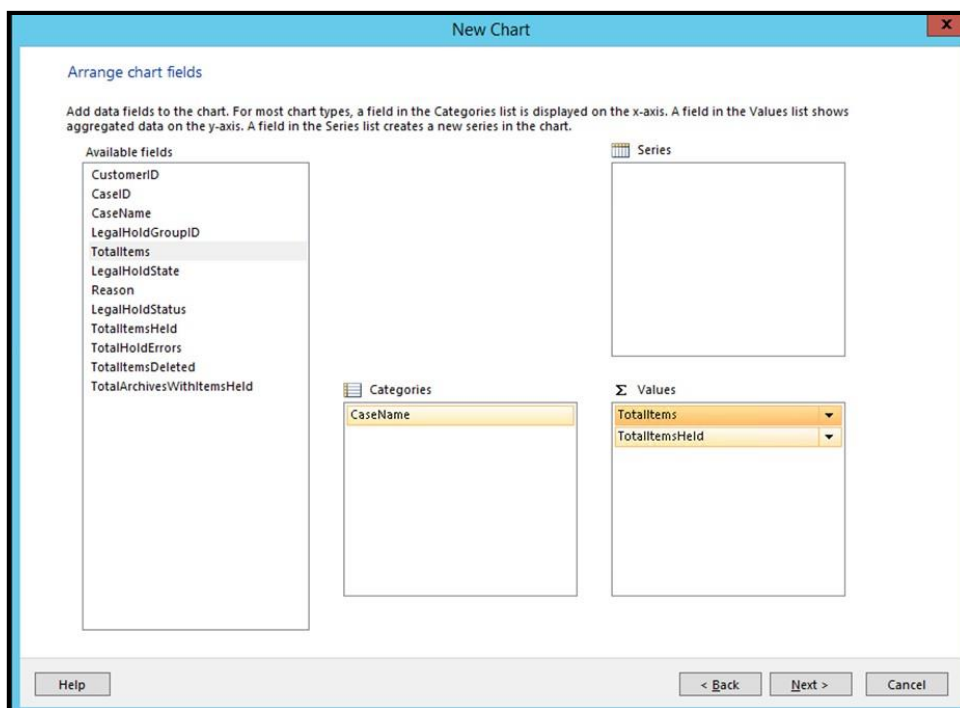 New Chart
x
Arrange chart fields
Add data fields to the chart. For most chart types, a field in the Categories list is displayed on the x-axis. A field in the Values list shows
aggregated data on the y-axis. A field in the Series list creates a new series in the chart.
Available fields
CustomerID
CaseID
CaseName
LegalHoldGroupID
TotalItems
LegalHoldState
Reason
LegalHoldStatus
TotalItemsHeld
TotalHoldErrors
TotalItemsDeleted
TotalArchivesWithItemsHeld
Series
Categories
CaseName
Σ Values
TotalItems
TotalItemsHeld
Help
< Back
Next >
Cancel